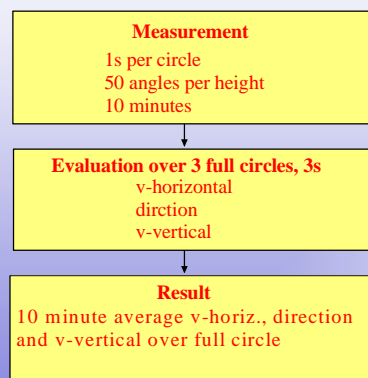 Measurement
1s per circle
50 angles per height
10 minutes
Evaluation over 3 full circles, 3s
v-horizontal
dirction
v-vertical
Result
10 minute average v-horiz., direction
and v-vertical over full circle